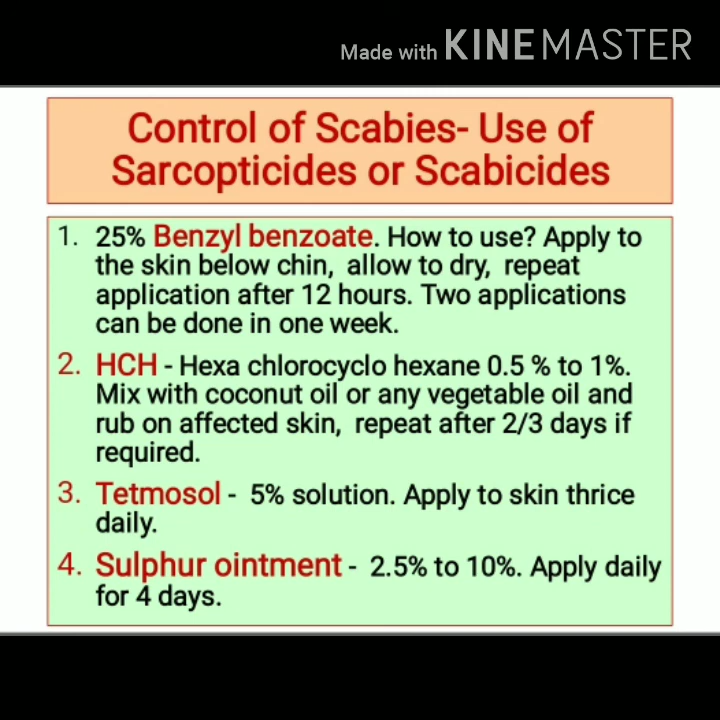 Made with KINEMASTER
Control of Scabies- Use of
Sarcopticides or Scabicides
1. 25% Benzyl benzoate. How to use? Apply to
the skin below chin, allow to dry, repeat
application after 12 hours. Two applications
can be done in one week.
2. HCH - Hexa chlorocyclo hexane 0.5 % to 1%.
Mix with coconut oil or any vegetable oil and
rub on affected skin, repeat after 2/3 days if
required.
3. Tetmosol - 5% solution. Apply to skin thrice
daily.
4. Sulphur ointment - 2.5% to 10%. Apply daily
for 4 days.